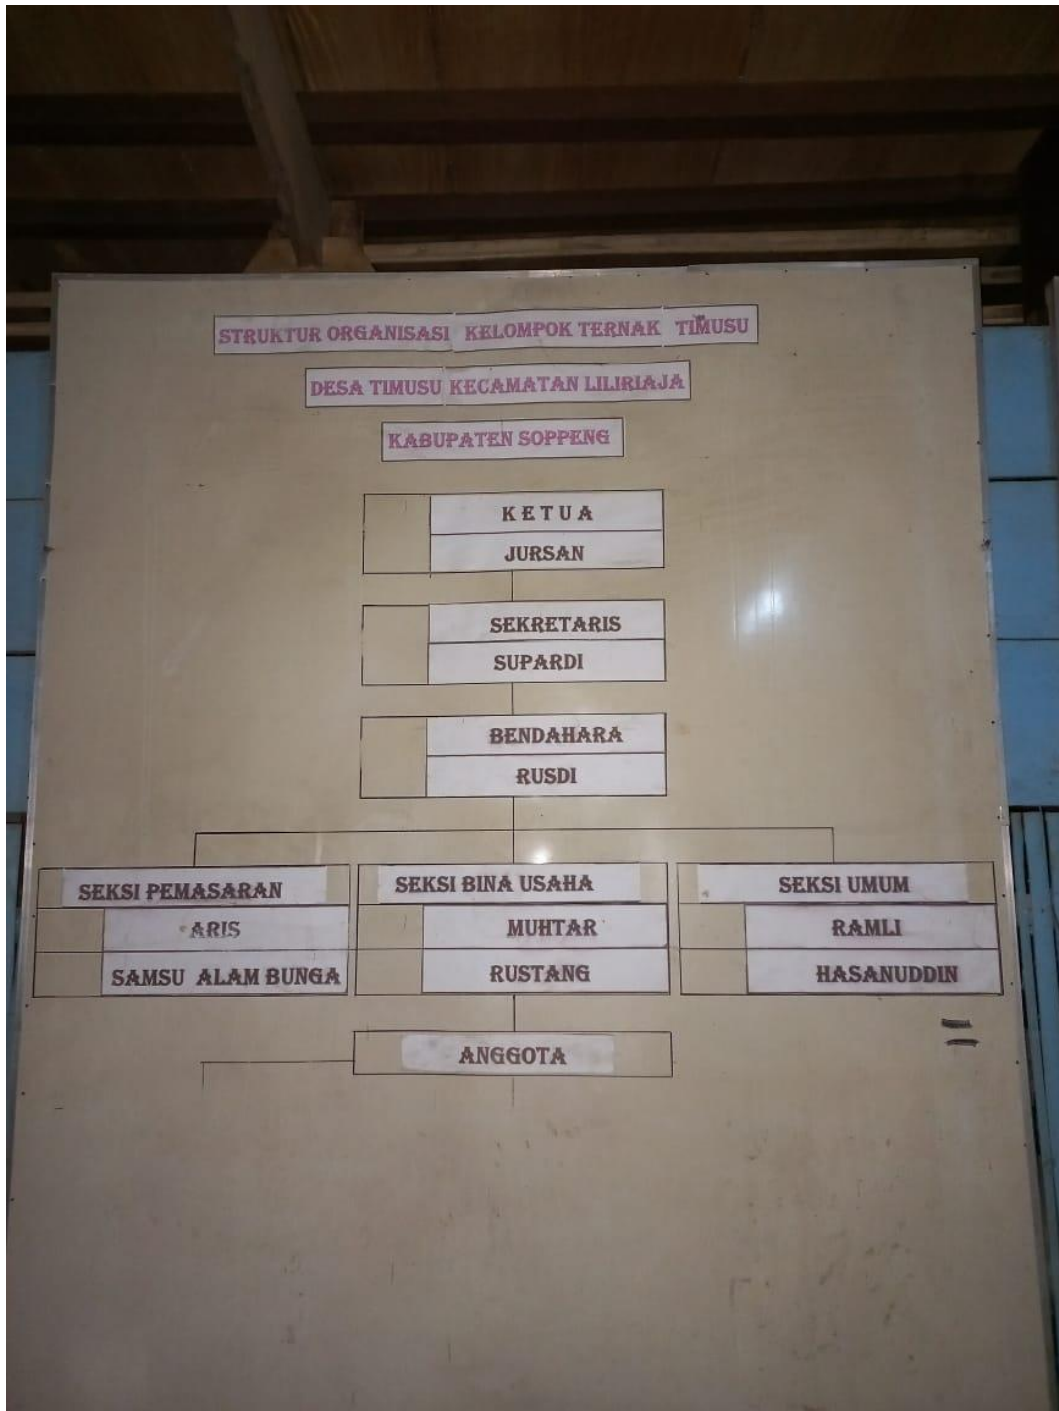 STRUKTUR ORGANISASI KELOMPOK TERNAK TIMUSU
DESA TIMUSU KECAMATAN LILIRIAJA
KABUPATEN SOPPENG
KETUA
JURSAN
SEKRETARIS
SUPARDI
BENDAHARA
RUSDI
SEKSI PEMASARAN
ARIS
SAMSU ALAM BUNGA
SEKSI BINA USAHA
MUHTAR
RUSTANG
SEKSI UMUM
RAMLI
HASANUDDIN
ANGGOTA